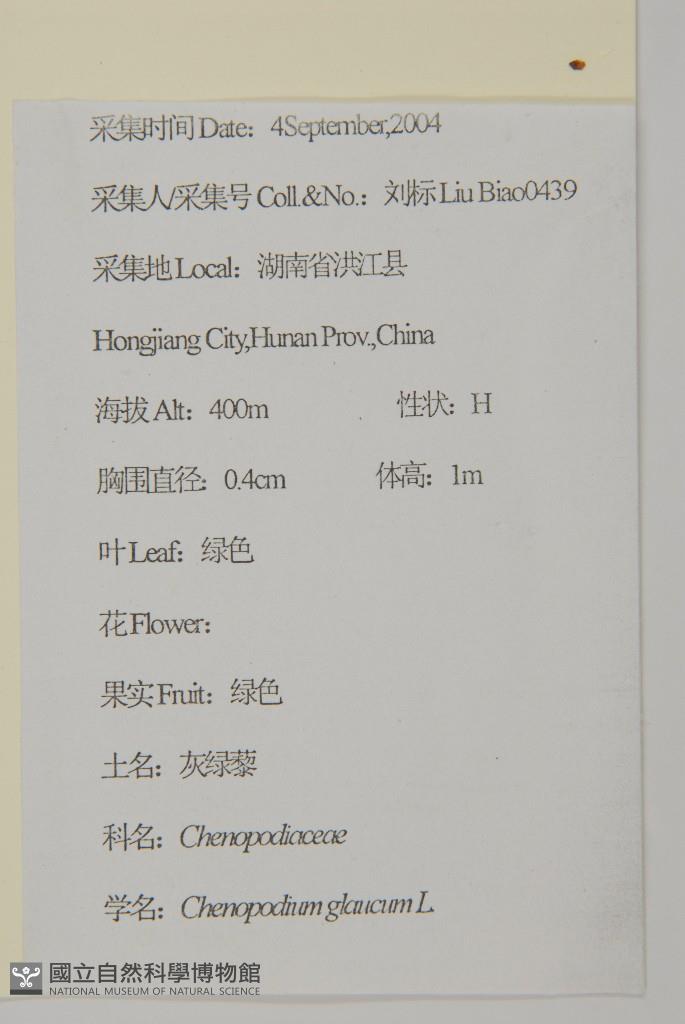 采集时间 Date：4September,2004
采集人/采集号 Coll.&No.：刘标 Liu Biao0439
采集地 Local：湖南省洪江县
Hongjiang City,Hunan Prov.,China
海拔 Alt：400m 性状：H
胸围直径：0.4cm 体高：1m
叶 Leaf：绿色
花 Flower：
果实 Fruit：绿色
土名：灰绿藜
科名：Chenopodiaceae
学名：Chenopodium glaucum L.
國立自然科學博物館
NATIONAL MUSEUM OF NATURAL SCIENCE